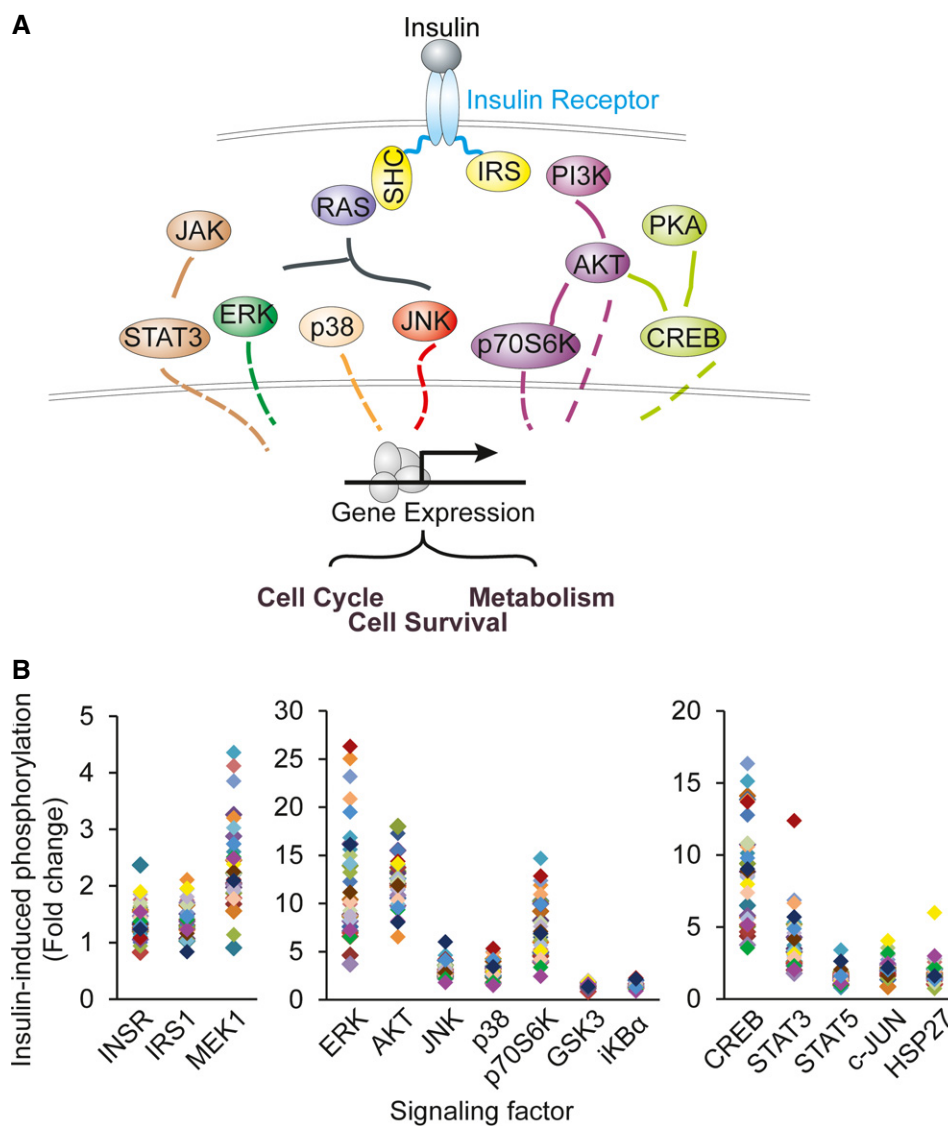 A
Insulin
Insulin Receptor
SHC
IRS
PI3K
RAS
PKA
JAK
AKT
ERK
STAT3
p38
JNK
p70S6K
CREB
Gene Expression
Cell Cycle
Metabolism
Cell Survival
B
Insulin-induced phosphorylation
(Fold change)
5
4
3
2
1
0
INSR
IRS1
MEK1
30
25
20
15
10
5
0
ERK
AKT
JNK
p38
p70S6K
GSK3
iKBα
20
15
10
5
0
CREB
STAT3
STAT5
c-JUN
HSP27
Signaling factor